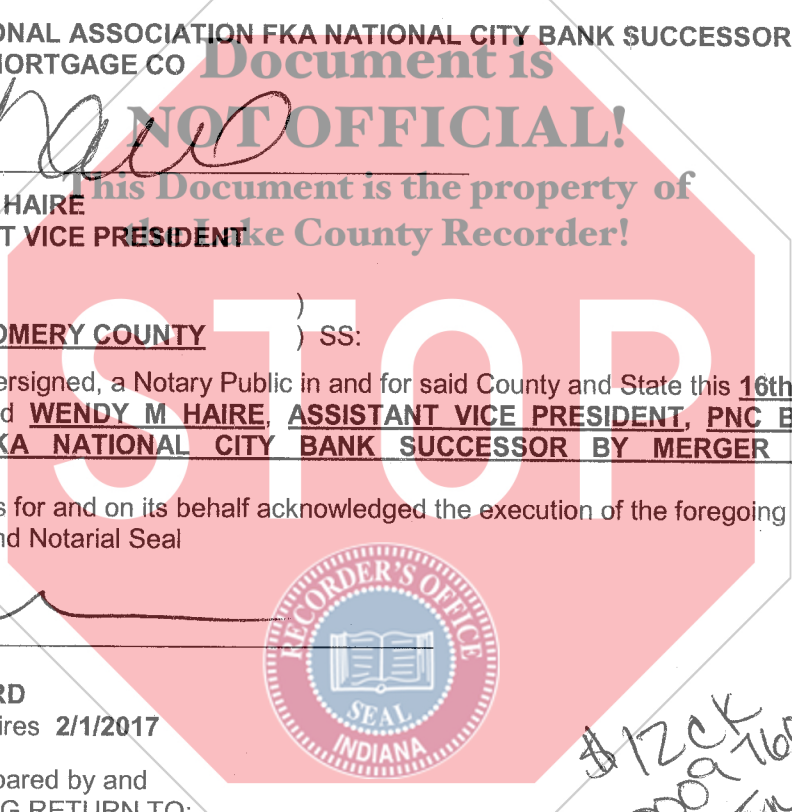 ONAL ASSOCIATION FKA NATIONAL CITY BANK SUCCESSOR
MORTGAGE CO
Document is
NOT OFFICIAL!
This Document is the property of
the Lake County Recorder!
HAIRE
T VICE PRESIDENT
)
OMERY COUNTY ) SS:
ersigned, a Notary Public in and for said County and State this 16th
d WENDY M HAIRE, ASSISTANT VICE PRESIDENT, PNC B
KA NATIONAL CITY BANK SUCCESSOR BY MERGER
STOP
s for and on its behalf acknowledged the execution of the foregoing
nd Notarial Seal
RECORDER'S OFFICE
SEAL
INDIANA
RD
ires 2/1/2017
pared by and
G RETURN TO:
$12CK